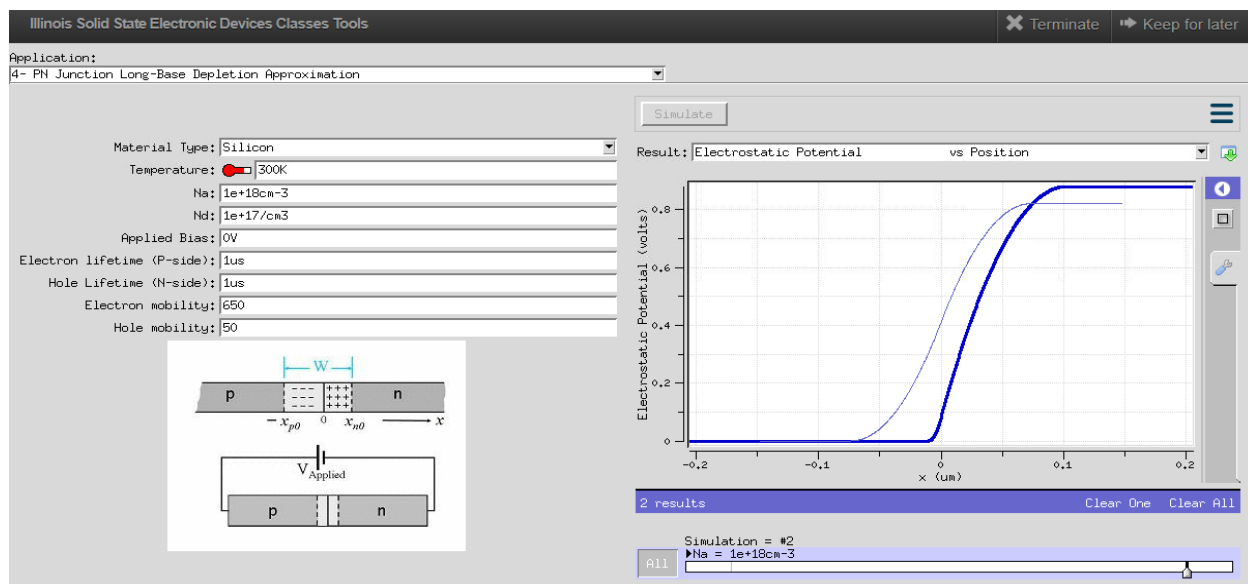 Illinois Solid State Electronic Devices Classes Tools
Terminate
Keep for later
Application:
4- PN Junction Long-Base Depletion Approximation
Simulate
Material Type: Silicon
Result: Electrostatic Potential vs Position
Temperature: 300K
Na: 1e+18cm-3
Nd: 1e+17/cm3
Applied Bias: 0V
Electron lifetime (P-side): 1us
Hole Lifetime (N-side): 1us
Electron mobility: 650
Hole mobility: 50
W
p
n
--- +++
--- +++
--- +++
-xp0 0 xn0 x
VApplied
p
n
Electrostatic Potential (volts)
0.8
0.6
0.4
0.2
0
-0.2 -0.1 0 0.1 0.2
x (um)
2 results Clear One Clear All
Simulation = #2
All
Na = 1e+18cm-3